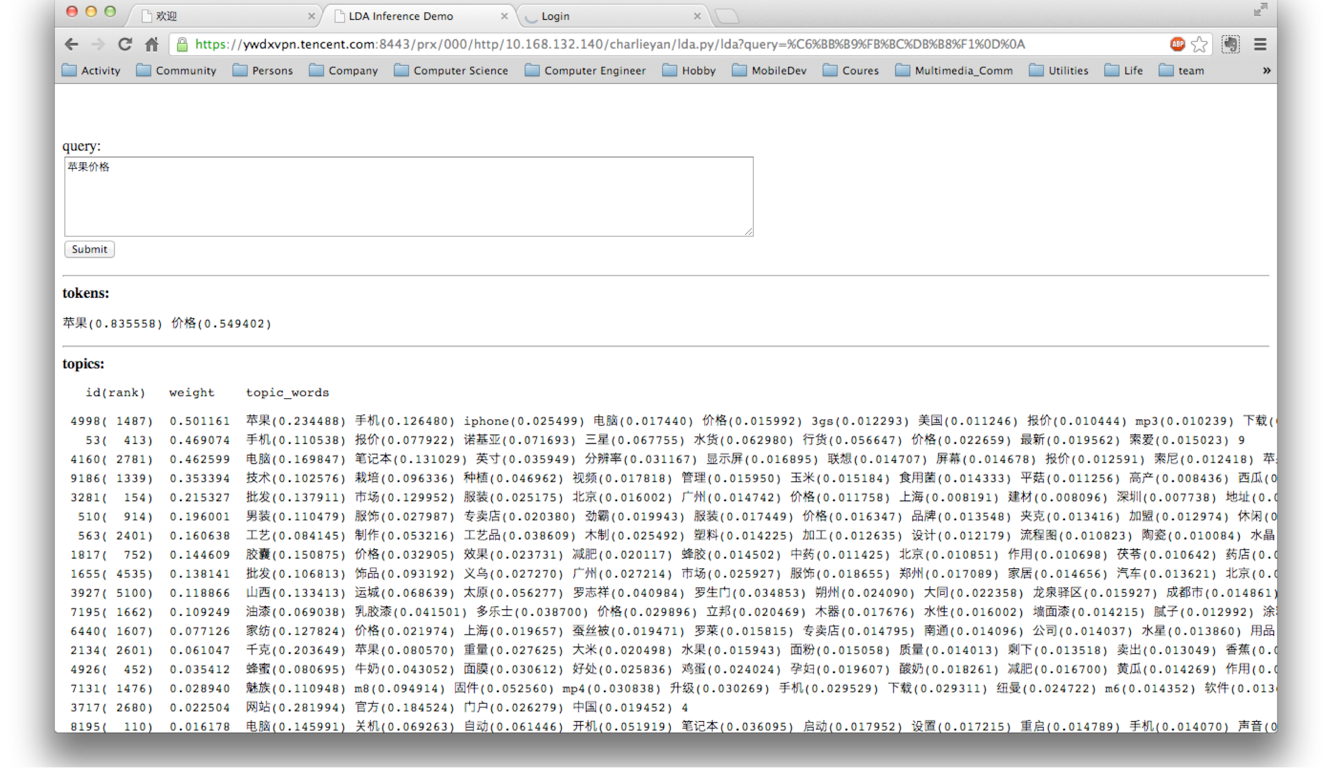 欢迎 LDA Inference Demo Login
https://ywdxvpn.tencent.com:8443/prx/000/http/10.168.132.140/charlieyan/lda.py/lda?query=%C6%BB%B9%FB%BC%DB%B8%F1%0D%0A ABP
Activity Community Persons Company Computer Science Computer Engineer Hobby MobileDev Coures Multimedia_Comm Utilities Life team »
query:
苹果价格
Submit
tokens:
苹果(0.835558) 价格(0.549402)
topics:
id(rank) weight topic_words
4998( 1487) 0.501161 苹果(0.234488) 手机(0.126480) iphone(0.025499) 电脑(0.017440) 价格(0.015992) 3gs(0.012293) 美国(0.011246) 报价(0.010444) mp3(0.010239) 下载(
53( 413) 0.469074 手机(0.110538) 报价(0.077922) 诺基亚(0.071693) 三星(0.067755) 水货(0.062980) 行货(0.056647) 价格(0.022659) 最新(0.019562) 索爱(0.015023) 9
4160( 2781) 0.462599 电脑(0.169847) 笔记本(0.131029) 英寸(0.035949) 分辨率(0.031167) 显示屏(0.016895) 联想(0.014707) 屏幕(0.014678) 报价(0.012591) 索尼(0.012418) 苹
9186( 1339) 0.353394 技术(0.102576) 栽培(0.096336) 种植(0.046962) 视频(0.017818) 管理(0.015950) 玉米(0.015184) 食用菌(0.014333) 平菇(0.011256) 高产(0.008436) 西瓜(0
3281( 154) 0.215327 批发(0.137911) 市场(0.129952) 服装(0.025175) 北京(0.016002) 广州(0.014742) 价格(0.011758) 上海(0.008191) 建材(0.008096) 深圳(0.007738) 地址(0.0
510( 914) 0.196001 男装(0.110479) 服饰(0.027987) 专卖店(0.020380) 劲霸(0.019943) 服装(0.017449) 价格(0.016347) 品牌(0.013548) 夹克(0.013416) 加盟(0.012974) 休闲(0
563( 2401) 0.160638 工艺(0.084145) 制作(0.053216) 工艺品(0.038609) 木制(0.025492) 塑料(0.014225) 加工(0.012635) 设计(0.012179) 流程图(0.010823) 陶瓷(0.010084) 水晶
1817( 752) 0.144609 胶囊(0.150875) 价格(0.032905) 效果(0.023731) 减肥(0.020117) 蜂胶(0.014502) 中药(0.011425) 北京(0.010851) 作用(0.010698) 茯苓(0.010642) 药店(0.0
1655( 4535) 0.138141 批发(0.106813) 饰品(0.093192) 义乌(0.027270) 广州(0.027214) 市场(0.025927) 服饰(0.018655) 郑州(0.017089) 家居(0.014656) 汽车(0.013621) 北京(0.0
3927( 5100) 0.118866 山西(0.133413) 运城(0.068639) 太原(0.056277) 罗志祥(0.040984) 罗生门(0.034853) 朔州(0.024090) 大同(0.022358) 龙泉驿区(0.015927) 成都市(0.014861)
7195( 1662) 0.109249 油漆(0.069038) 乳胶漆(0.041501) 多乐士(0.038700) 价格(0.029896) 立邦(0.020469) 木器(0.017676) 水性(0.016002) 墙面漆(0.014215) 腻子(0.012992) 涂
6440( 1607) 0.077126 家纺(0.127824) 价格(0.021974) 上海(0.019657) 蚕丝被(0.019471) 罗莱(0.015815) 专卖店(0.014795) 南通(0.014096) 公司(0.014037) 水星(0.013860) 用品
2134( 2601) 0.061047 千克(0.203649) 苹果(0.080570) 重量(0.027625) 大米(0.020498) 水果(0.015943) 面粉(0.015058) 质量(0.014013) 剩下(0.013518) 卖出(0.013049) 香蕉(0.0
4926( 452) 0.035412 蜂蜜(0.080695) 牛奶(0.043052) 面膜(0.030612) 好处(0.025836) 鸡蛋(0.024024) 孕妇(0.019607) 酸奶(0.018261) 减肥(0.016700) 黄瓜(0.014269) 作用(0.0
7131( 1476) 0.028940 魅族(0.110948) m8(0.094914) 固件(0.052560) mp4(0.030838) 升级(0.030269) 手机(0.029529) 下载(0.029311) 纽曼(0.024722) m6(0.014352) 软件(0.013
3717( 2680) 0.022504 网站(0.281994) 官方(0.184524) 门户(0.026279) 中国(0.019452) 4
8195( 110) 0.016178 电脑(0.145991) 关机(0.069263) 自动(0.061446) 开机(0.051919) 笔记本(0.036095) 启动(0.017952) 设置(0.017215) 重启(0.014789) 手机(0.014070) 声音(0